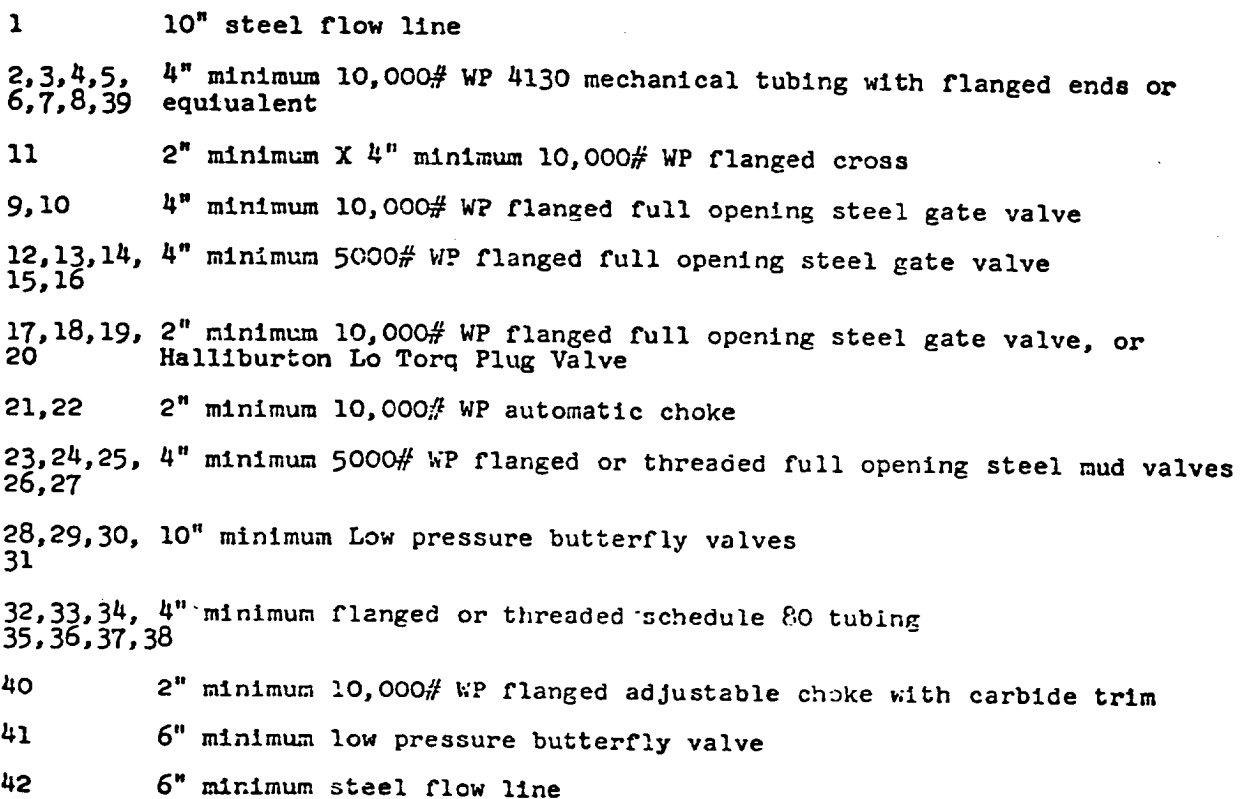 1 10" steel flow line
2,3,4,5, 4" minimum 10,000# WP 4130 mechanical tubing with flanged ends or
6,7,8,39 equiualent
11 2" minimum X 4" minimum 10,000# WP flanged cross
9,10 4" minimum 10,000# WP flanged full opening steel gate valve
12,13,14, 4" minimum 5000# WP flanged full opening steel gate valve
15,16
17,18,19, 2" minimum 10,000# WP flanged full opening steel gate valve, or
20 Halliburton Lo Torq Plug Valve
21,22 2" minimum 10,000# WP automatic choke
23,24,25, 4" minimum 5000# WP flanged or threaded full opening steel mud valves
26,27
28,29,30, 10" minimum Low pressure butterfly valves
31
32,33,34, 4" minimum flanged or threaded schedule 80 tubing
35,36,37,38
40 2" minimum 10,000# WP flanged adjustable choke with carbide trim
41 6" minimum low pressure butterfly valve
42 6" minimum steel flow line